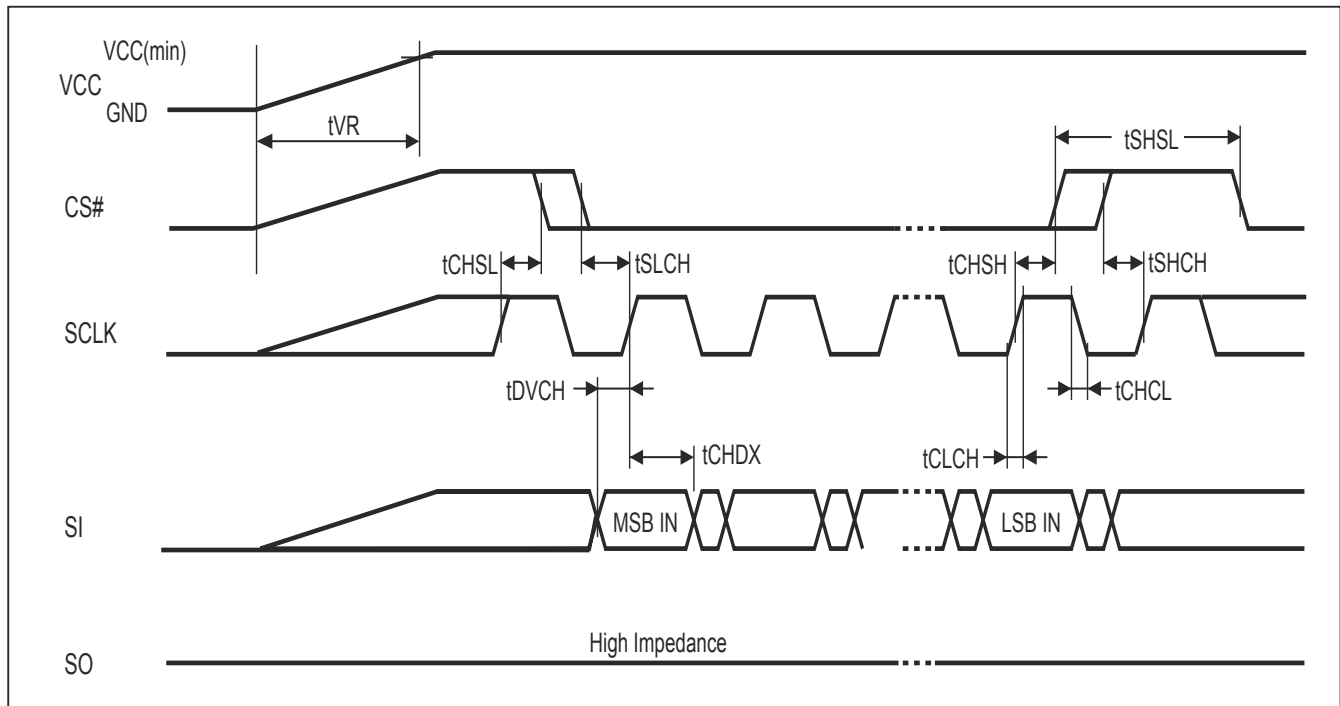 VCC(min)
VCC
GND
tVR
tSHSL
CS#
tCHSL
tSLCH
tCHSH
tSHCH
SCLK
tDVCH
tCHCL
tCHDX
tCLCH
SI
MSB IN
LSB IN
High Impedance
SO